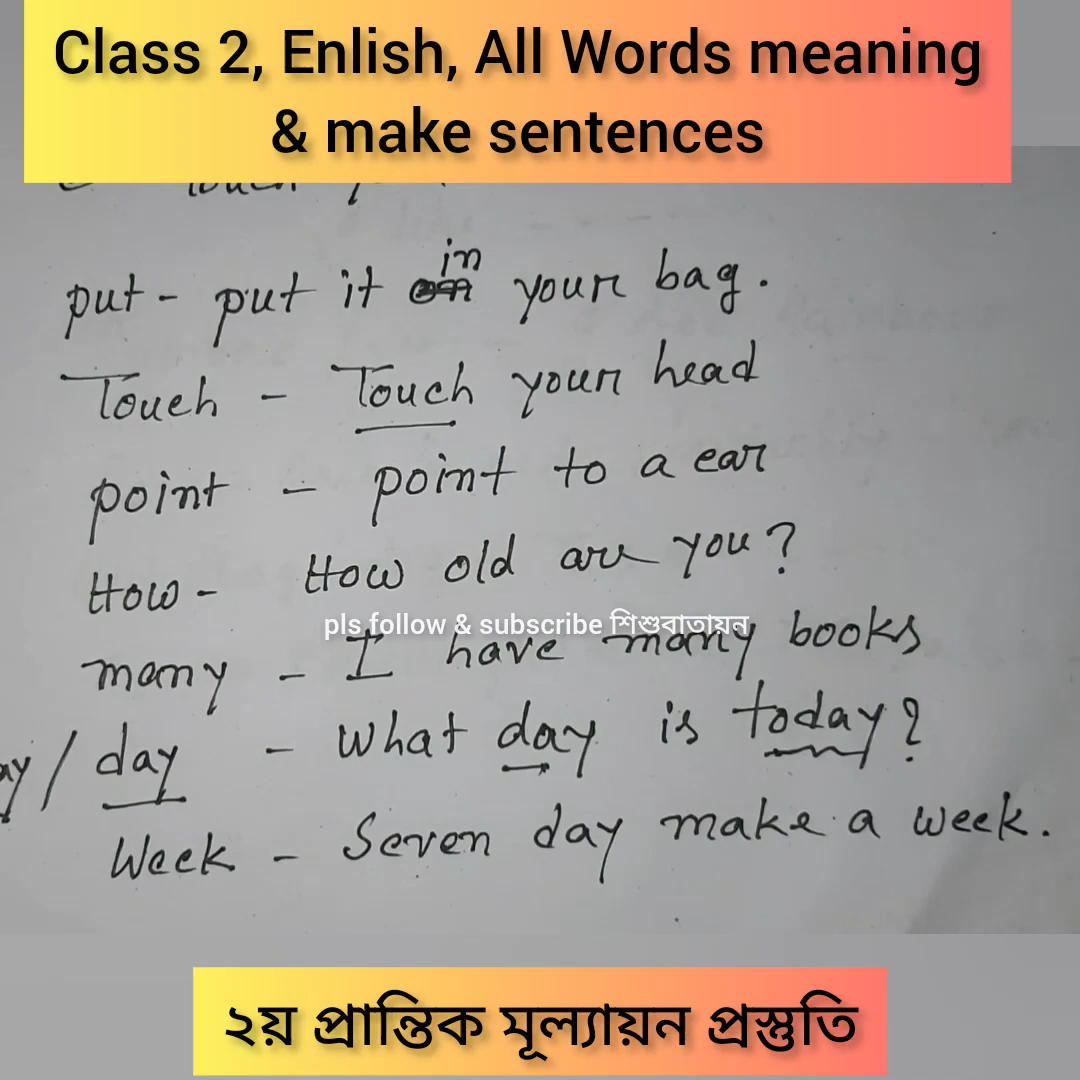 Class 2, Enlish, All Words meaning
& make sentences
put - put it in your bag.
Touch - Touch your head
point - point to a ear
How - How old are you?
pls follow & subscribe শিশুবাতায়ন
many - I have many books
/ day - What day is today?
Week - Seven day make a week.
২য় প্রান্তিক মূল্যায়ন প্রস্তুতি